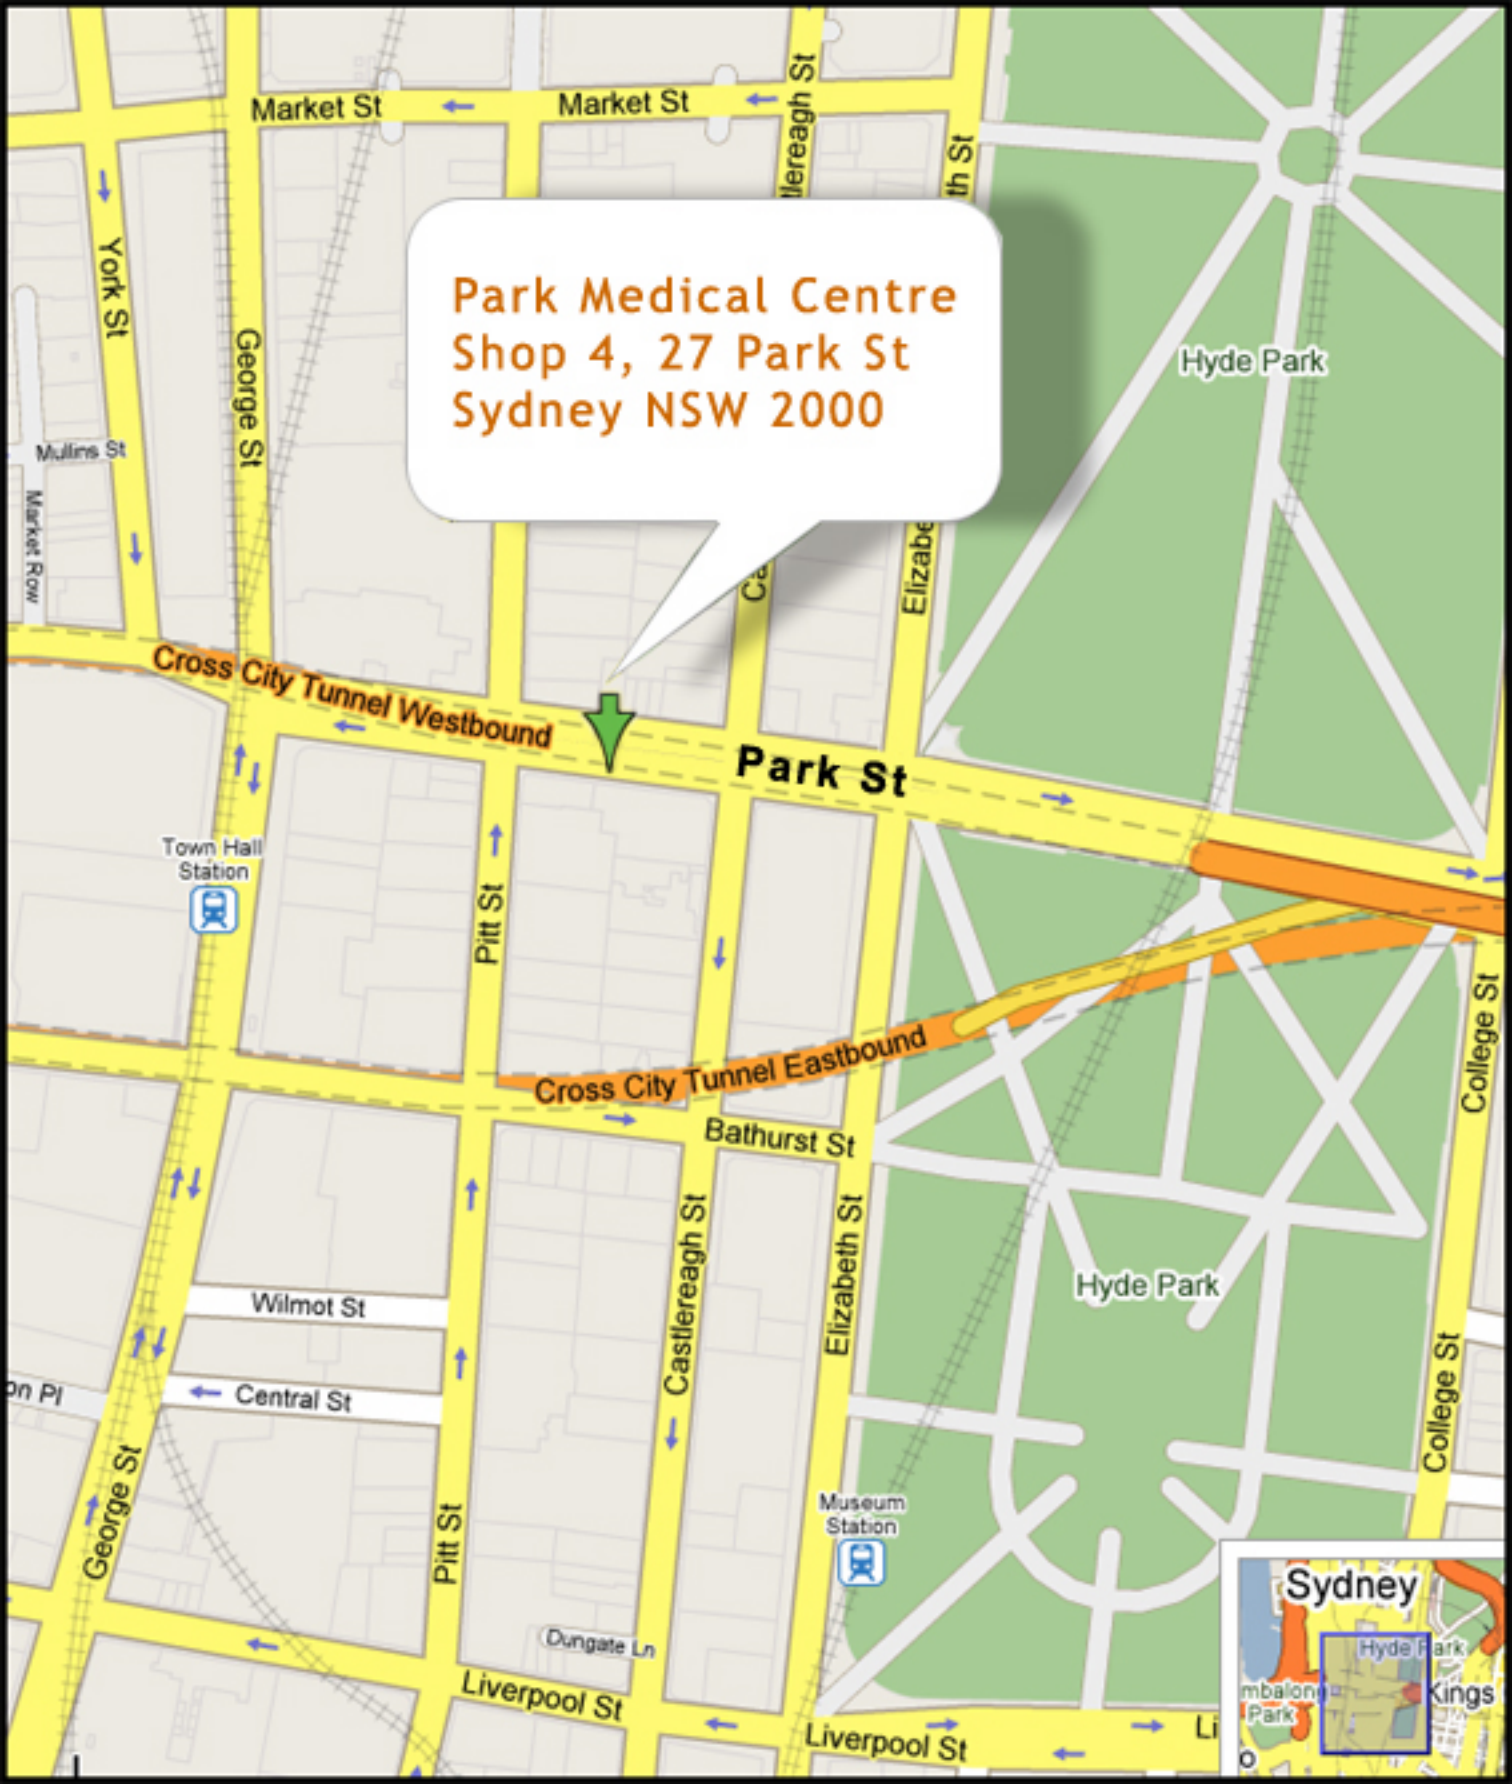 Market St
Market St
Castlereagh St
York St
George St
Park Medical Centre
Shop 4, 27 Park St
Sydney NSW 2000
Hyde Park
Mullins St
Market Row
Cross City Tunnel Westbound
Park St
Town Hall
Station
Pitt St
College St
Cross City Tunnel Eastbound
Bathurst St
Castlereagh St
Elizabeth St
Hyde Park
Wilmot St
Central St
College St
George St
Pitt St
Museum
Station
Dungate Ln
Liverpool St
Liverpool St
Li
Sydney
Hyde Park
Kings
Park